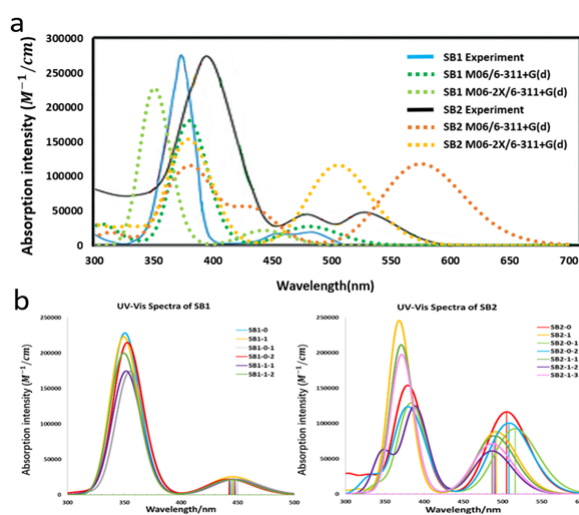 a
300000
250000
200000
150000
100000
50000
0
Absorption intensity (M⁻¹/cm)
300 350 400 450 500 550 600 650 700
Wavelength(nm)
SB1 Experiment
SB1 M06/6-311+G(d)
SB1 M06-2X/6-311+G(d)
SB2 Experiment
SB2 M06/6-311+G(d)
SB2 M06-2X/6-311+G(d)
b
UV-Vis Spectra of SB1
250000
200000
150000
100000
50000
0
Absorption intensity (M⁻¹/cm)
300 350 400 450 500
Wavelength/nm
SB1-0
SB1-1
SB1-0-1
SB1-0-2
SB1-1-1
SB1-1-2
UV-Vis Spectra of SB2
250000
200000
150000
100000
50000
0
Absorption intensity (M⁻¹/cm)
300 400 500 600
Wavelength/nm
SB2-0
SB2-1
SB2-0-1
SB2-0-2
SB2-1-1
SB2-1-2
SB2-1-3